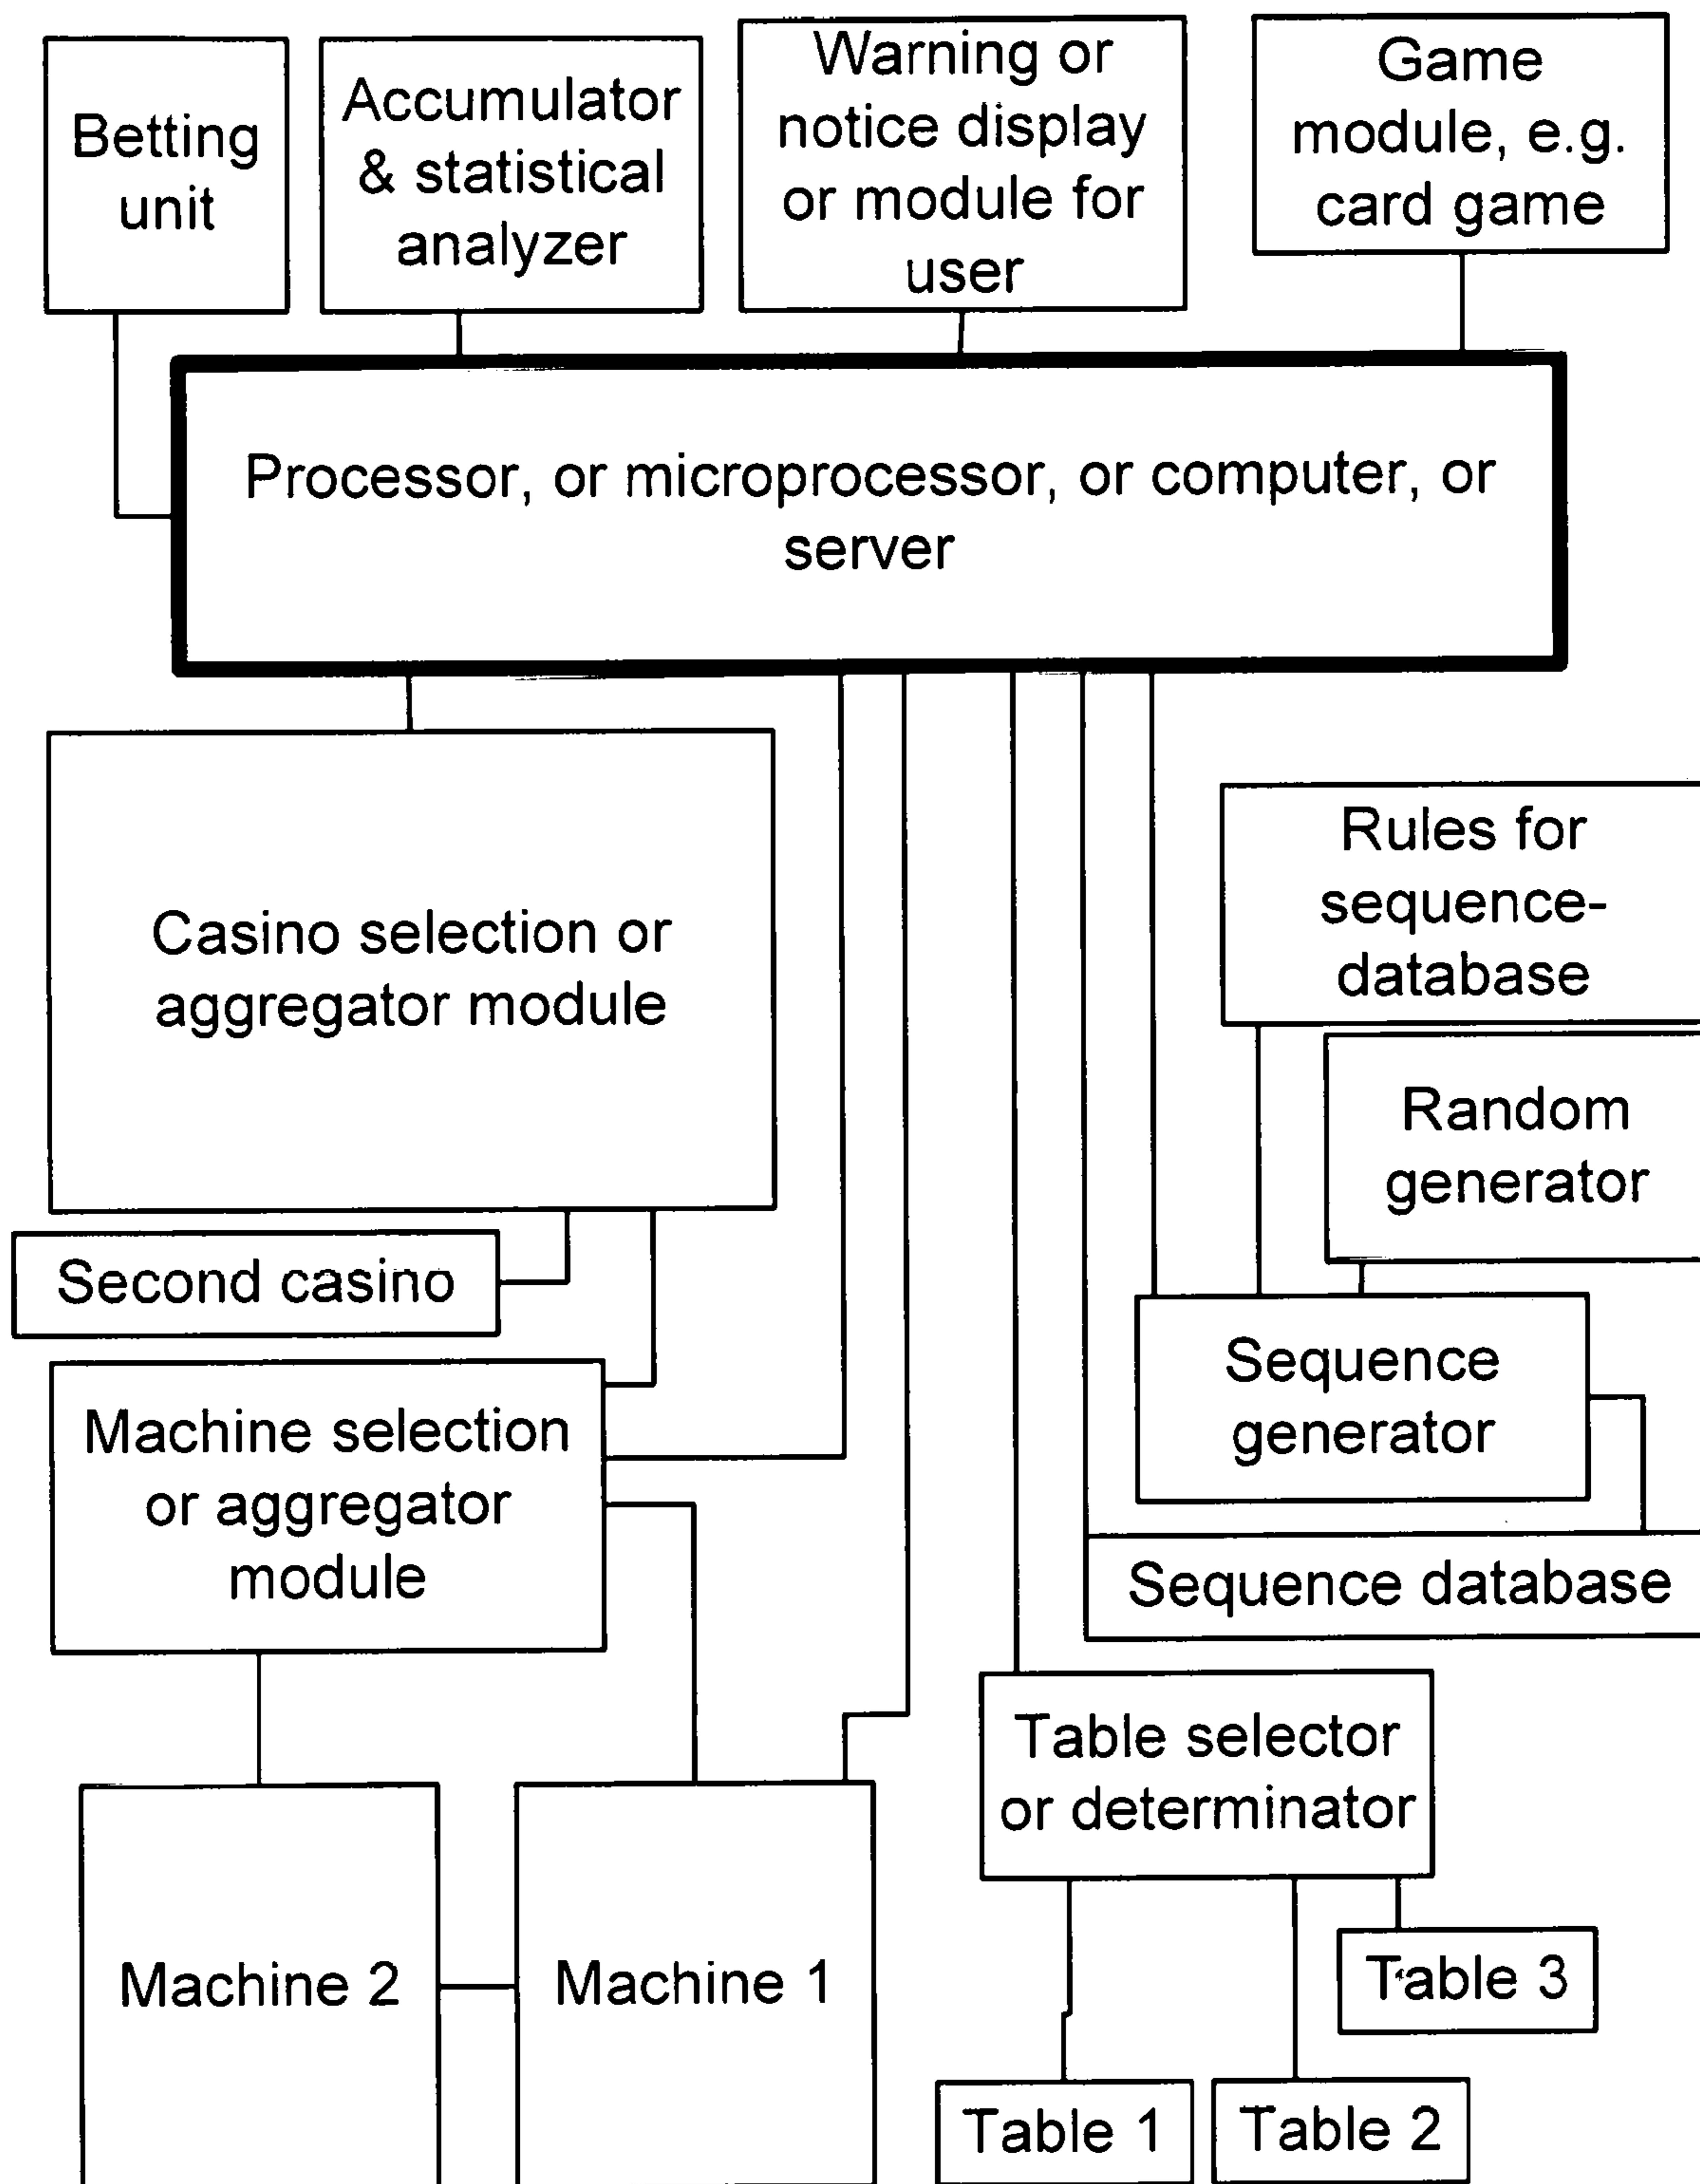 Betting
unit
Accumulator
& statistical
analyzer
Warning or
notice display
or module for
user
Game
module, e.g.
card game
Processor, or microprocessor, or computer, or
server
Casino selection or
aggregator module
Rules for
sequence-
database
Random
generator
Second casino
Sequence
generator
Machine selection
or aggregator
module
Sequence database
Table selector
or determinator
Machine 2
Machine 1
Table 3
Table 1
Table 2